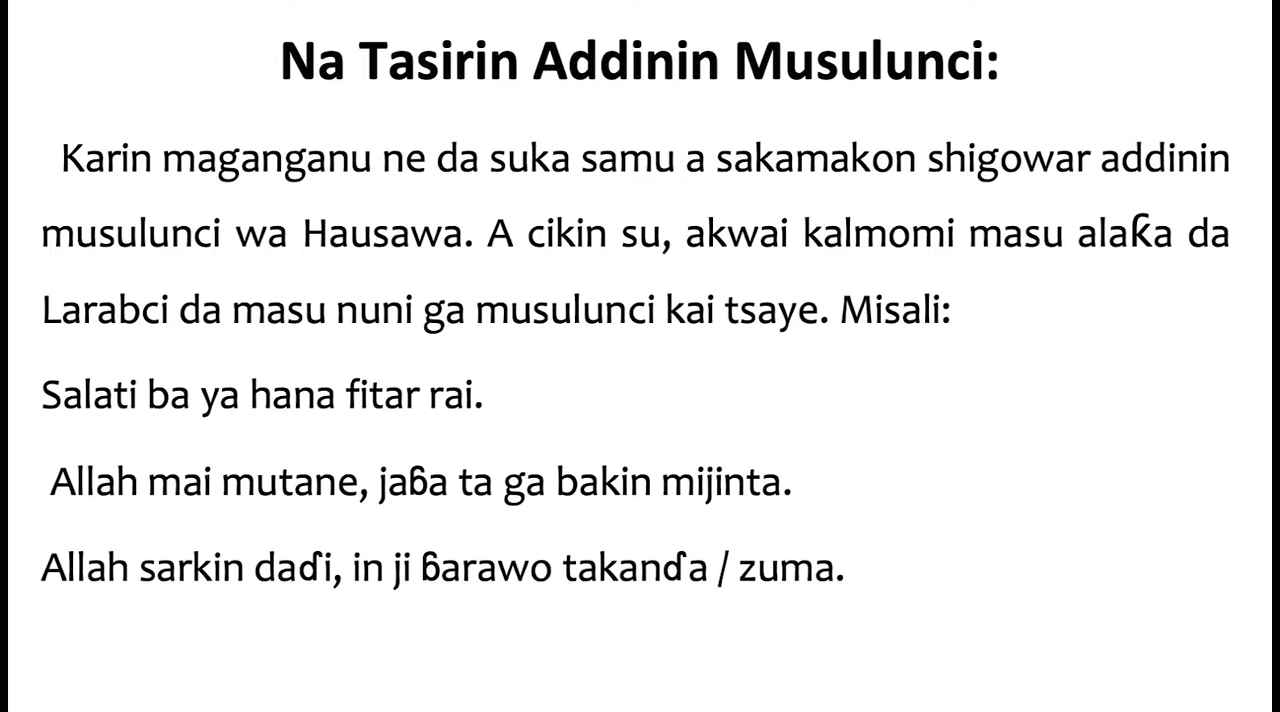 Na Tasirin Addinin Musulunci:
Karin maganganu ne da suka samu a sakamakon shigowar addinin
musulunci wa Hausawa. A cikin su, akwai kalmomi masu alaƙa da
Larabci da masu nuni ga musulunci kai tsaye. Misali:
Salati ba ya hana fitar rai.
Allah mai mutane, jaɓa ta ga bakin mijinta.
Allah sarkin daɗi, in ji ɓarawo takanɗa / zuma.